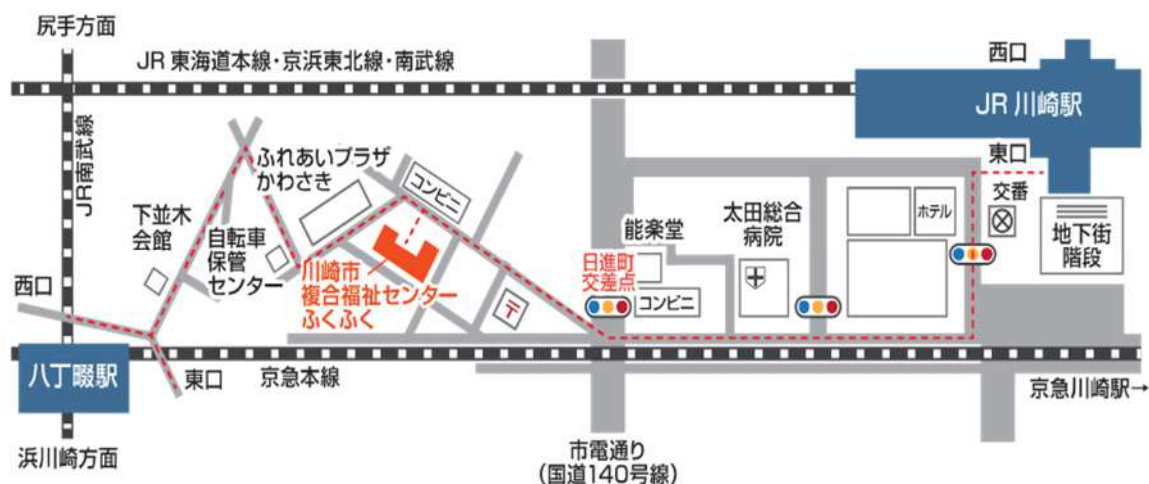 尻手方面
JR 東海道本線・京浜東北線・南武線
西口
JR 川崎駅
東口
JR南武線
ふれあいプラザ
かわさき
コンビニ
下並木
会館
自転車
保管
センター
川崎市
複合福祉センター
ふくふく
〒
能楽堂
日進町
交差点
コンビニ
太田総合
病院
ホテル
交番
地下街
階段
西口
八丁畷駅
東口
京急本線
京急川崎駅→
浜川崎方面
市電通り
(国道140号線)